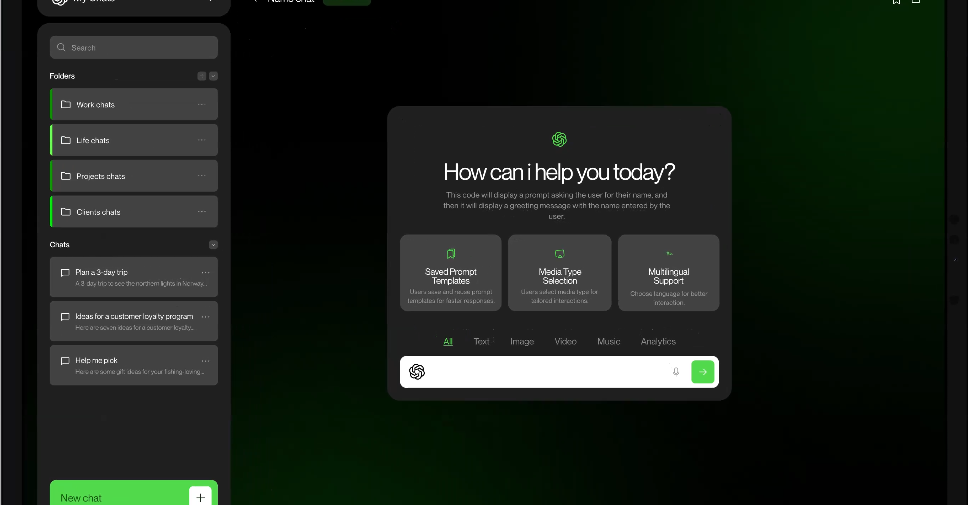 My Chats
Name chat
Search
Folders
Work chats
Life chats
Projects chats
Clients chats
Chats
Plan a 3-day trip
A 3-day trip to see the northern lights in Norway...
Ideas for a customer loyalty program
Here are seven ideas for a customer loyalty...
Help me pick
Here are some gift ideas for your fishing-loving...
New chat
How can i help you today?
This code will display a prompt asking the user for their name, and
then it will display a greeting message with the name entered by the
user.
Saved Prompt
Templates
Users save and reuse prompt
templates for faster responses.
Media Type
Selection
Users select media type for
tailored interactions.
Multilingual
Support
Choose language for better
interaction.
All Text Image Video Music Analytics